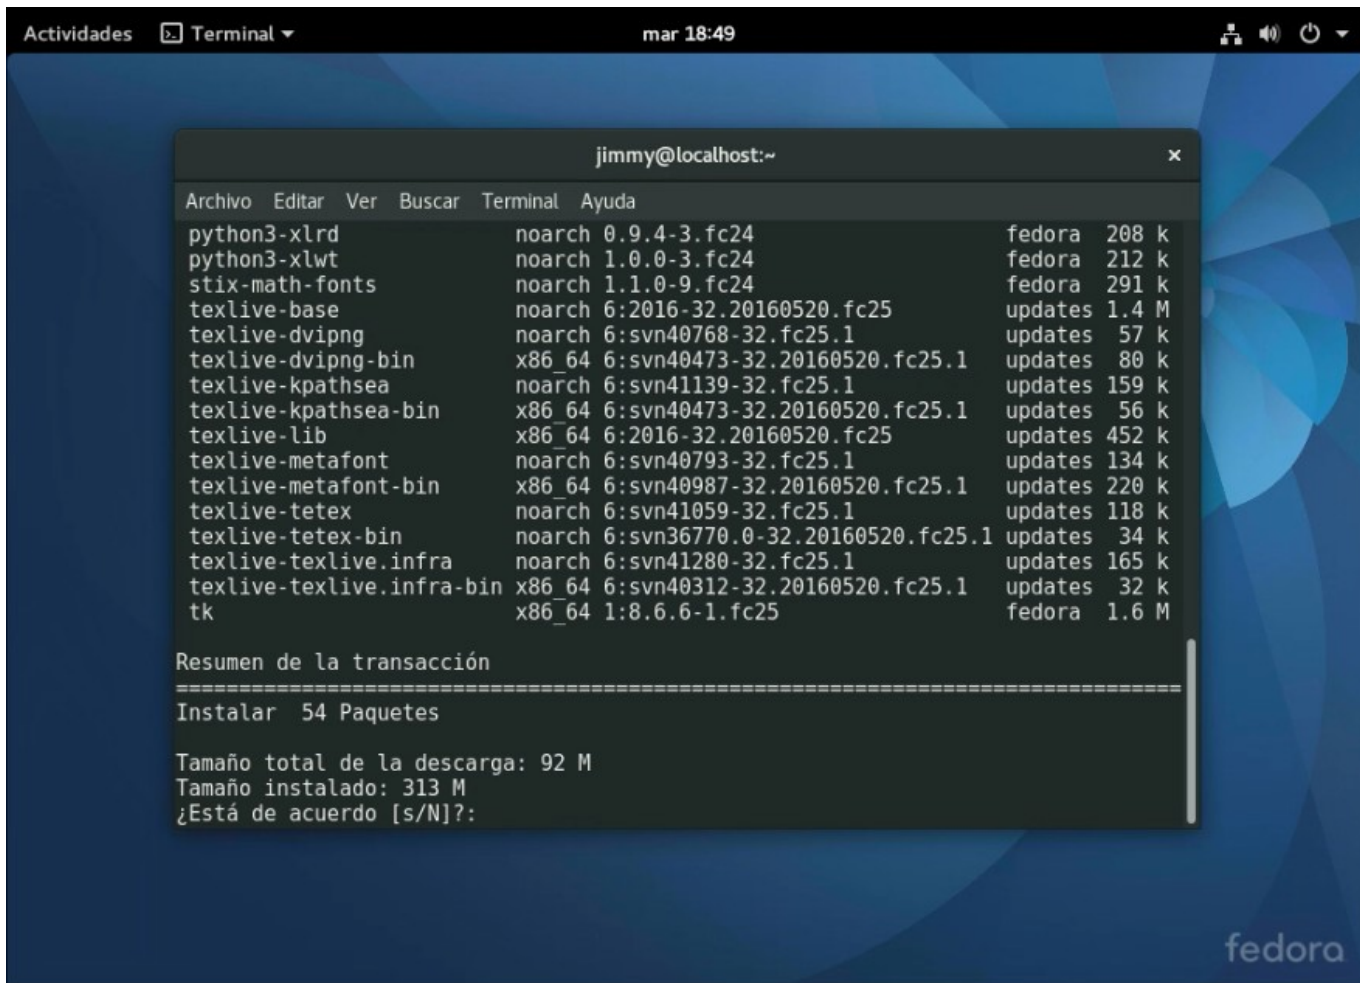 Actividades Terminal mar 18:49
jimmy@localhost:~ ×
Archivo Editar Ver Buscar Terminal Ayuda
python3-xlrd noarch 0.9.4-3.fc24 fedora 208 k
python3-xlwt noarch 1.0.0-3.fc24 fedora 212 k
stix-math-fonts noarch 1.1.0-9.fc24 fedora 291 k
texlive-base noarch 6:2016-32.20160520.fc25 updates 1.4 M
texlive-dvipng noarch 6:svn40768-32.fc25.1 updates 57 k
texlive-dvipng-bin x86_64 6:svn40473-32.20160520.fc25.1 updates 80 k
texlive-kpathsea noarch 6:svn41139-32.fc25.1 updates 159 k
texlive-kpathsea-bin x86_64 6:svn40473-32.20160520.fc25.1 updates 56 k
texlive-lib x86_64 6:2016-32.20160520.fc25 updates 452 k
texlive-metafont noarch 6:svn40793-32.fc25.1 updates 134 k
texlive-metafont-bin x86_64 6:svn40987-32.20160520.fc25.1 updates 220 k
texlive-tetex noarch 6:svn41059-32.fc25.1 updates 118 k
texlive-tetex-bin noarch 6:svn36770.0-32.20160520.fc25.1 updates 34 k
texlive-texlive.infra noarch 6:svn41280-32.fc25.1 updates 165 k
texlive-texlive.infra-bin x86_64 6:svn40312-32.20160520.fc25.1 updates 32 k
tk x86_64 1:8.6.6-1.fc25 fedora 1.6 M
Resumen de la transacción
================================================================================
Instalar 54 Paquetes
Tamaño total de la descarga: 92 M
Tamaño instalado: 313 M
¿Está de acuerdo [s/N]?:
fedora